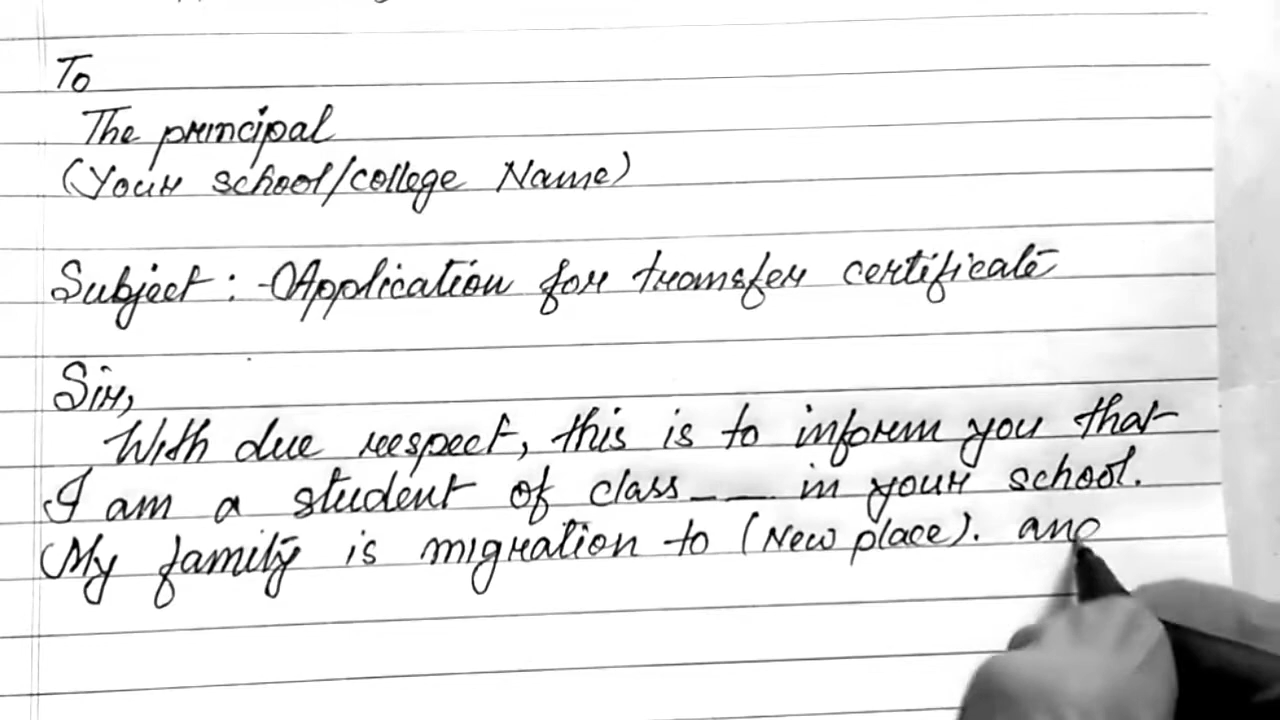 To
The principal
(Your school/college Name)
Subject : - Application for transfer certificate
Sir,
With due respect, this is to inform you that
I am a student of class_ _ in your school.
My family is migration to (New place). and